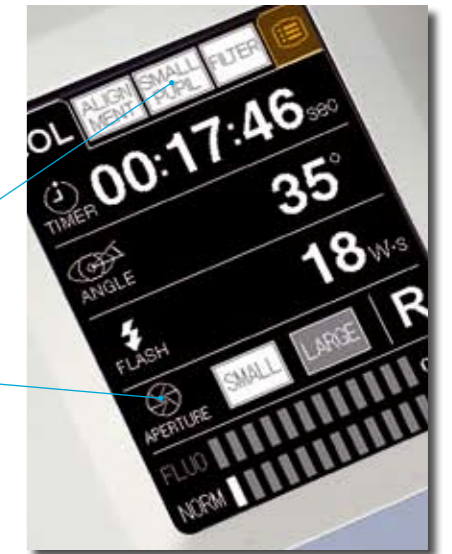 OL ALIGN MENT SMALL PUPIL FILTER
TIMER 00:17:46 sec
ANGLE 35°
FLASH 18 W·s
APERTURE SMALL LARGE R
FLUO
NORM